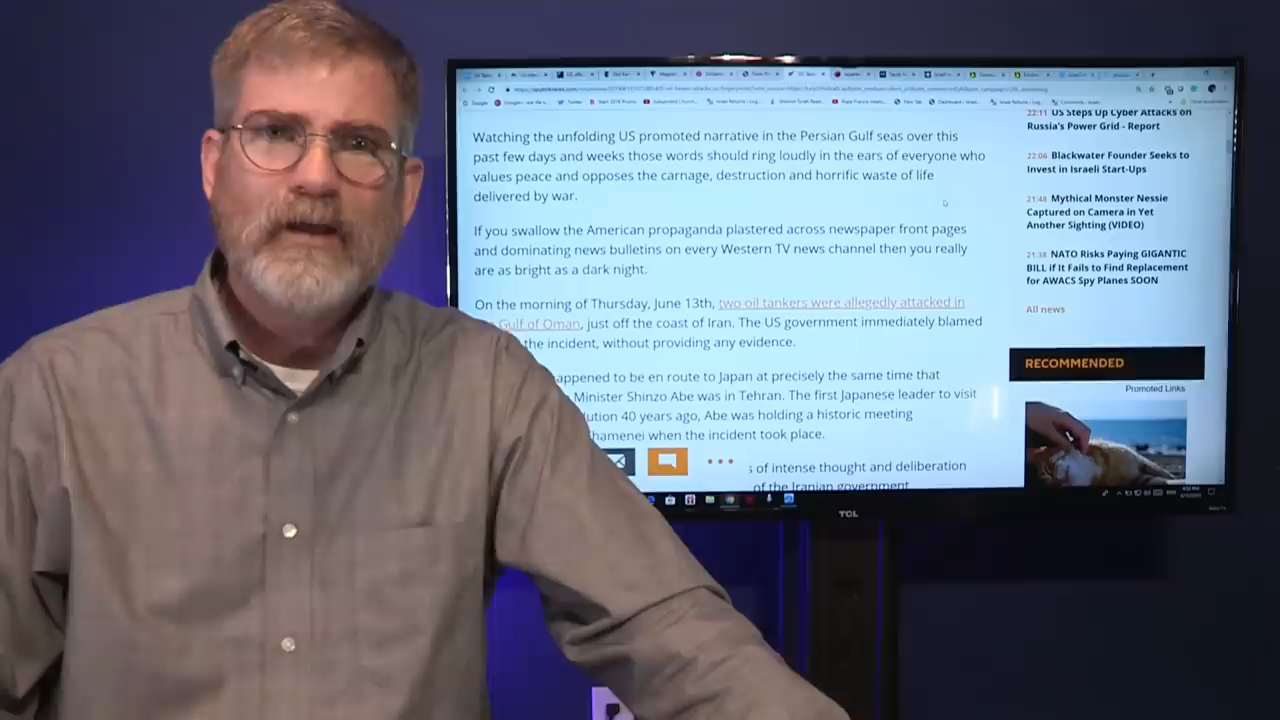 Watching the unfolding US promoted narrative in the Persian Gulf seas over this
past few days and weeks those words should ring loudly in the ears of everyone who
values peace and opposes the carnage, destruction and horrific waste of life
delivered by war.
If you swallow the American propaganda plastered across newspaper front pages
and dominating news bulletins on every Western TV news channel then you really
are as bright as a dark night.
On the morning of Thursday, June 13th, two oil tankers were allegedly attacked in
Gulf of Oman, just off the coast of Iran. The US government immediately blamed
the incident, without providing any evidence.
appened to be en route to Japan at precisely the same time that
Minister Shinzo Abe was in Tehran. The first Japanese leader to visit
lution 40 years ago, Abe was holding a historic meeting
hamenei when the incident took place.
s of intense thought and deliberation
of the Iranian government
22:11 US Steps Up Cyber Attacks on
Russia's Power Grid - Report
22:06 Blackwater Founder Seeks to
Invest in Israeli Start-Ups
21:48 Mythical Monster Nessie
Captured on Camera in Yet
Another Sighting (VIDEO)
21:38 NATO Risks Paying GIGANTIC
BILL if It Fails to Find Replacement
for AWACS Spy Planes SOON
All news
RECOMMENDED
Promoted Links
TCL